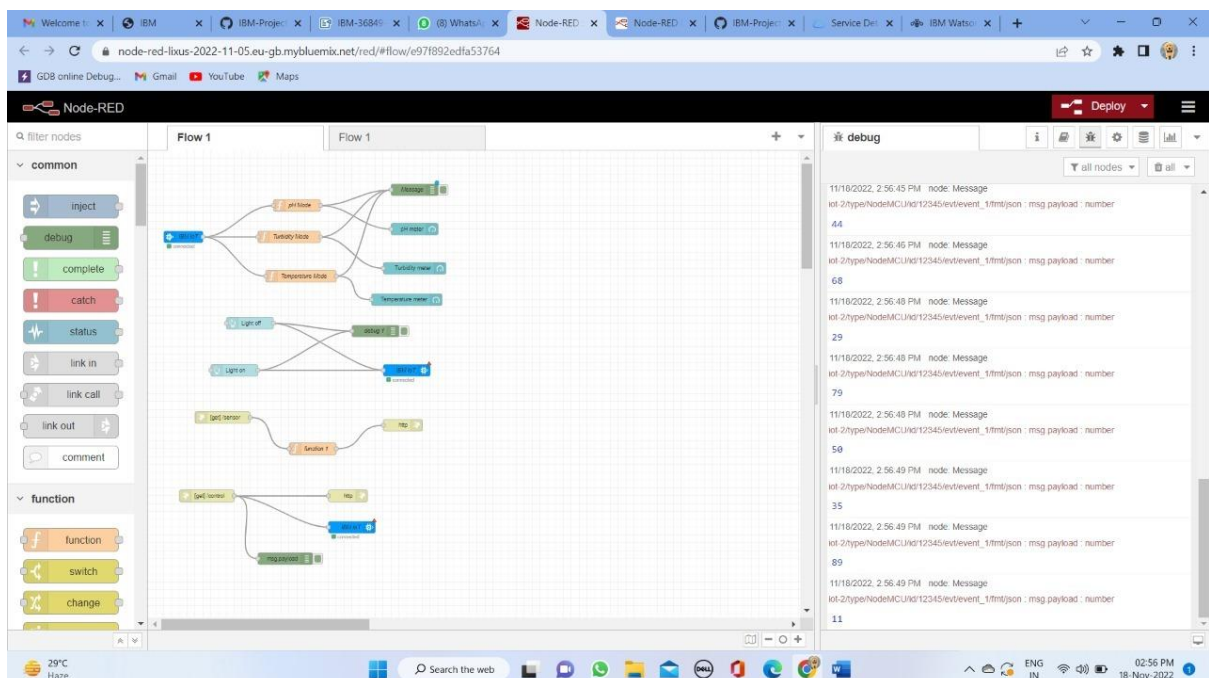 Welcome t
IBM
IBM-Projec
IBM-36849
(8) WhatsA
Node-RED
Node-RED
IBM-Projec
Service Det
IBM Watso
node-red-lixus-2022-11-05.eu-gb.mybluemix.net/red/#flow/e97f892edfa53764
GDB online Debug...
Gmail
YouTube
Maps
Node-RED
Deploy
filter nodes
Flow 1
Flow 1
debug
all nodes
all
common
inject
debug
complete
catch
status
link in
link call
link out
comment
function
function
switch
change
IBM IoT
connected
pH Mode
Turbidity Mode
Temperature Mode
Message
pH meter
Turbidity meter
Temperature meter
Light off
Light on
debug 1
IBM IoT
connected
[get] /sensor
http
[get] /control
http
IBM IoT
connected
msg.payload
11/18/2022, 2:56:45 PM node: Message
iot-2/type/NodeMCU/id/12345/evt/event_1/fmt/json : msg.payload : number
44
11/18/2022, 2:56:46 PM node: Message
iot-2/type/NodeMCU/id/12345/evt/event_1/fmt/json : msg.payload : number
68
11/18/2022, 2:56:48 PM node: Message
iot-2/type/NodeMCU/id/12345/evt/event_1/fmt/json : msg.payload : number
29
11/18/2022, 2:56:48 PM node: Message
iot-2/type/NodeMCU/id/12345/evt/event_1/fmt/json : msg.payload : number
79
11/18/2022, 2:56:48 PM node: Message
iot-2/type/NodeMCU/id/12345/evt/event_1/fmt/json : msg.payload : number
50
11/18/2022, 2:56:49 PM node: Message
iot-2/type/NodeMCU/id/12345/evt/event_1/fmt/json : msg.payload : number
35
11/18/2022, 2:56:49 PM node: Message
iot-2/type/NodeMCU/id/12345/evt/event_1/fmt/json : msg.payload : number
89
11/18/2022, 2:56:49 PM node: Message
iot-2/type/NodeMCU/id/12345/evt/event_1/fmt/json : msg.payload : number
11
29°C
Haze
Search the web
DELL
ENG
IN
02:56 PM
18-Nov-2022
1